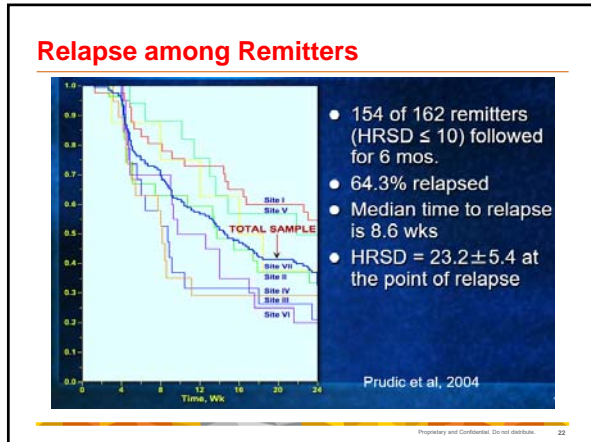 Relapse among Remitters
1.0
0.9
0.8
0.7
0.6
0.5
0.4
0.3
0.2
0.1
0.0
0
4
8
12
16
20
24
Time, Wk
Site I
Site V
TOTAL SAMPLE
Site VII
Site II
Site IV
Site III
Site VI
● 154 of 162 remitters
(HRSD ≤ 10) followed
for 6 mos.
● 64.3% relapsed
● Median time to relapse
is 8.6 wks
● HRSD = 23.2±5.4 at
the point of relapse
Prudic et al, 2004
Proprietary and Confidential. Do not distribute. 22